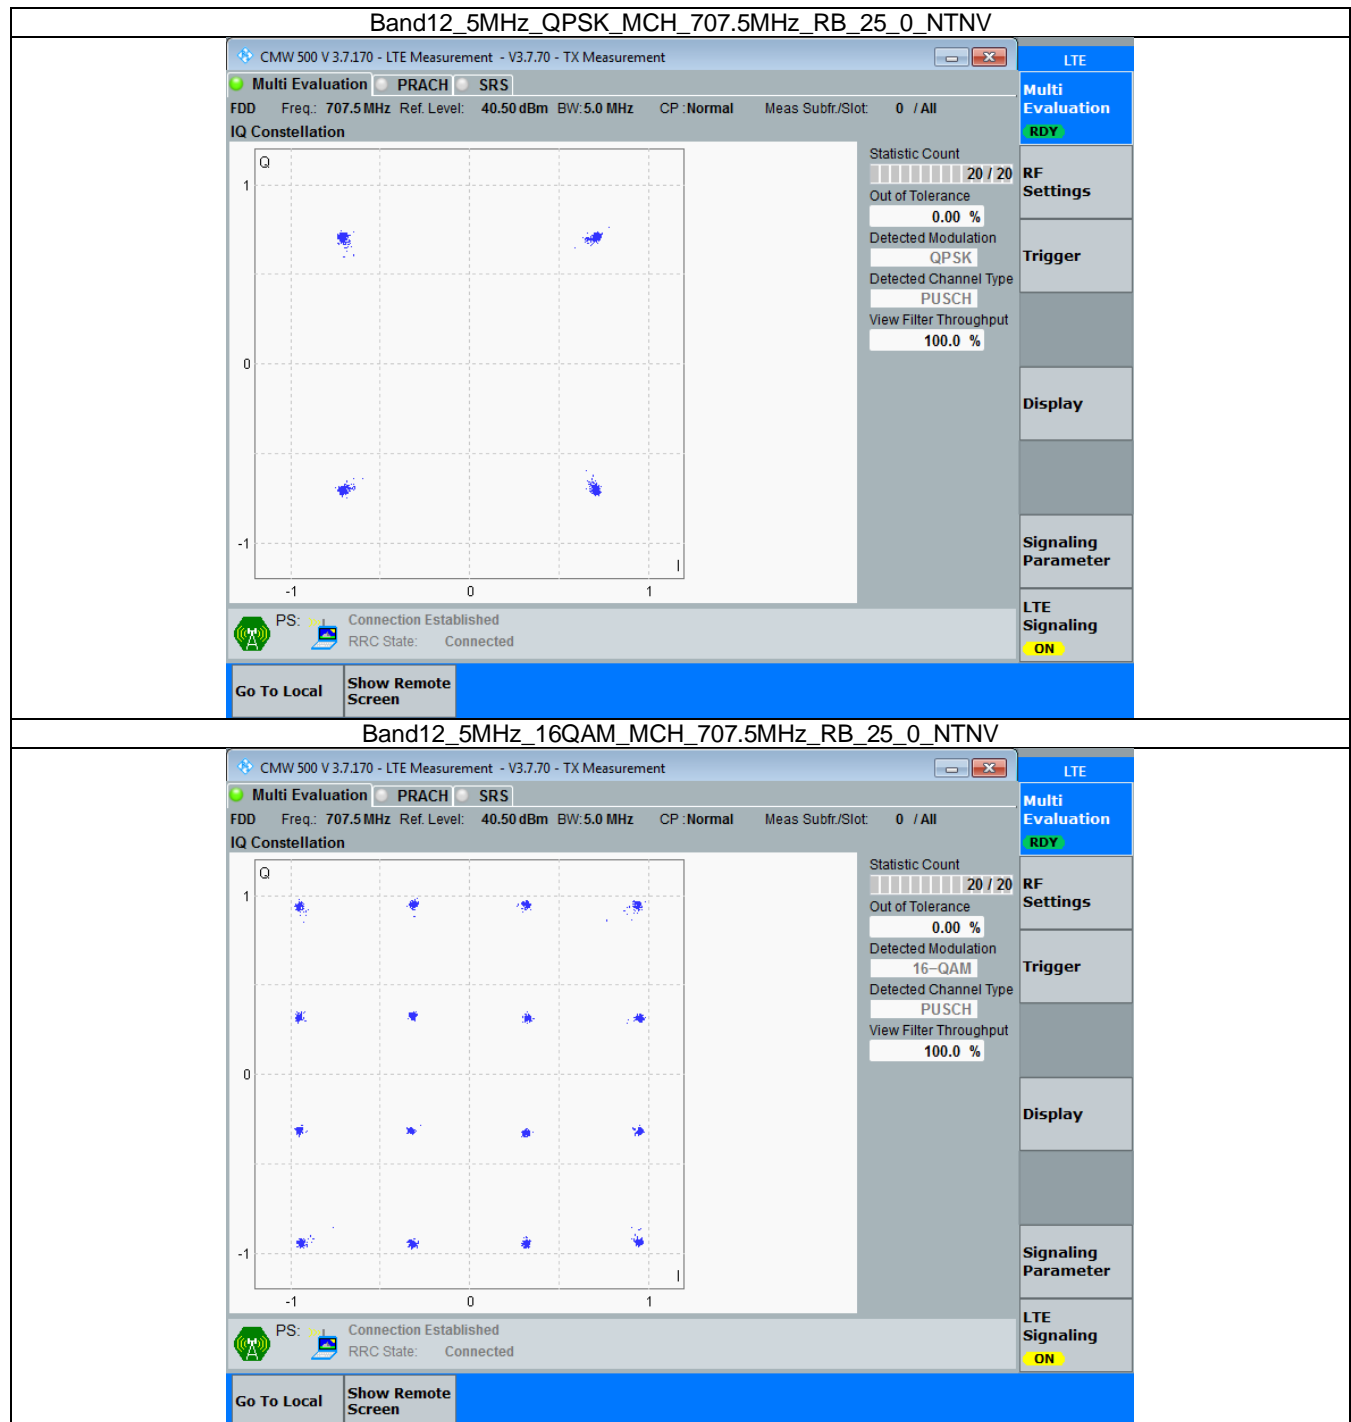 Band12_5MHz_QPSK_MCH_707.5MHz_RB_25_0_NTNV
CMW 500 V 3.7.170 - LTE Measurement - V3.7.70 - TX Measurement
LTE
Multi Evaluation PRACH SRS
Multi
Evaluation
RDY
FDD Freq.: 707.5 MHz Ref. Level: 40.50 dBm BW: 5.0 MHz CP : Normal Meas Subfr./Slot: 0 / All
IQ Constellation
Q
1
0
-1
I
-1 0 1
Statistic Count
20 / 20
Out of Tolerance
0.00 %
Detected Modulation
QPSK
Detected Channel Type
PUSCH
View Filter Throughput
100.0 %
RF
Settings
Trigger
Display
Signaling
Parameter
LTE
Signaling
ON
PS: Connection Established
RRC State: Connected
Go To Local
Show Remote
Screen
Band12_5MHz_16QAM_MCH_707.5MHz_RB_25_0_NTNV
CMW 500 V 3.7.170 - LTE Measurement - V3.7.70 - TX Measurement
LTE
Multi Evaluation PRACH SRS
Multi
Evaluation
RDY
FDD Freq.: 707.5 MHz Ref. Level: 40.50 dBm BW: 5.0 MHz CP : Normal Meas Subfr./Slot: 0 / All
IQ Constellation
Q
1
0
-1
I
-1 0 1
Statistic Count
20 / 20
Out of Tolerance
0.00 %
Detected Modulation
16-QAM
Detected Channel Type
PUSCH
View Filter Throughput
100.0 %
RF
Settings
Trigger
Display
Signaling
Parameter
LTE
Signaling
ON
PS: Connection Established
RRC State: Connected
Go To Local
Show Remote
Screen